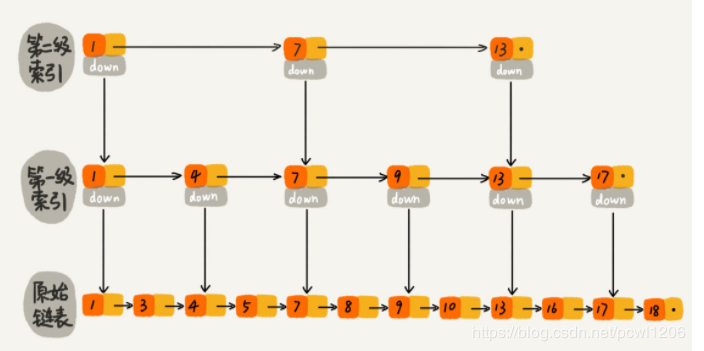 第二级
索引
1 7 13
down down down
第一级
索引
1 4 7 9 13 17
down down down down down down
原始
链表
1 3 4 5 7 8 9 10 13 16 17 18
https://blog.csdn.net/pcwl1206